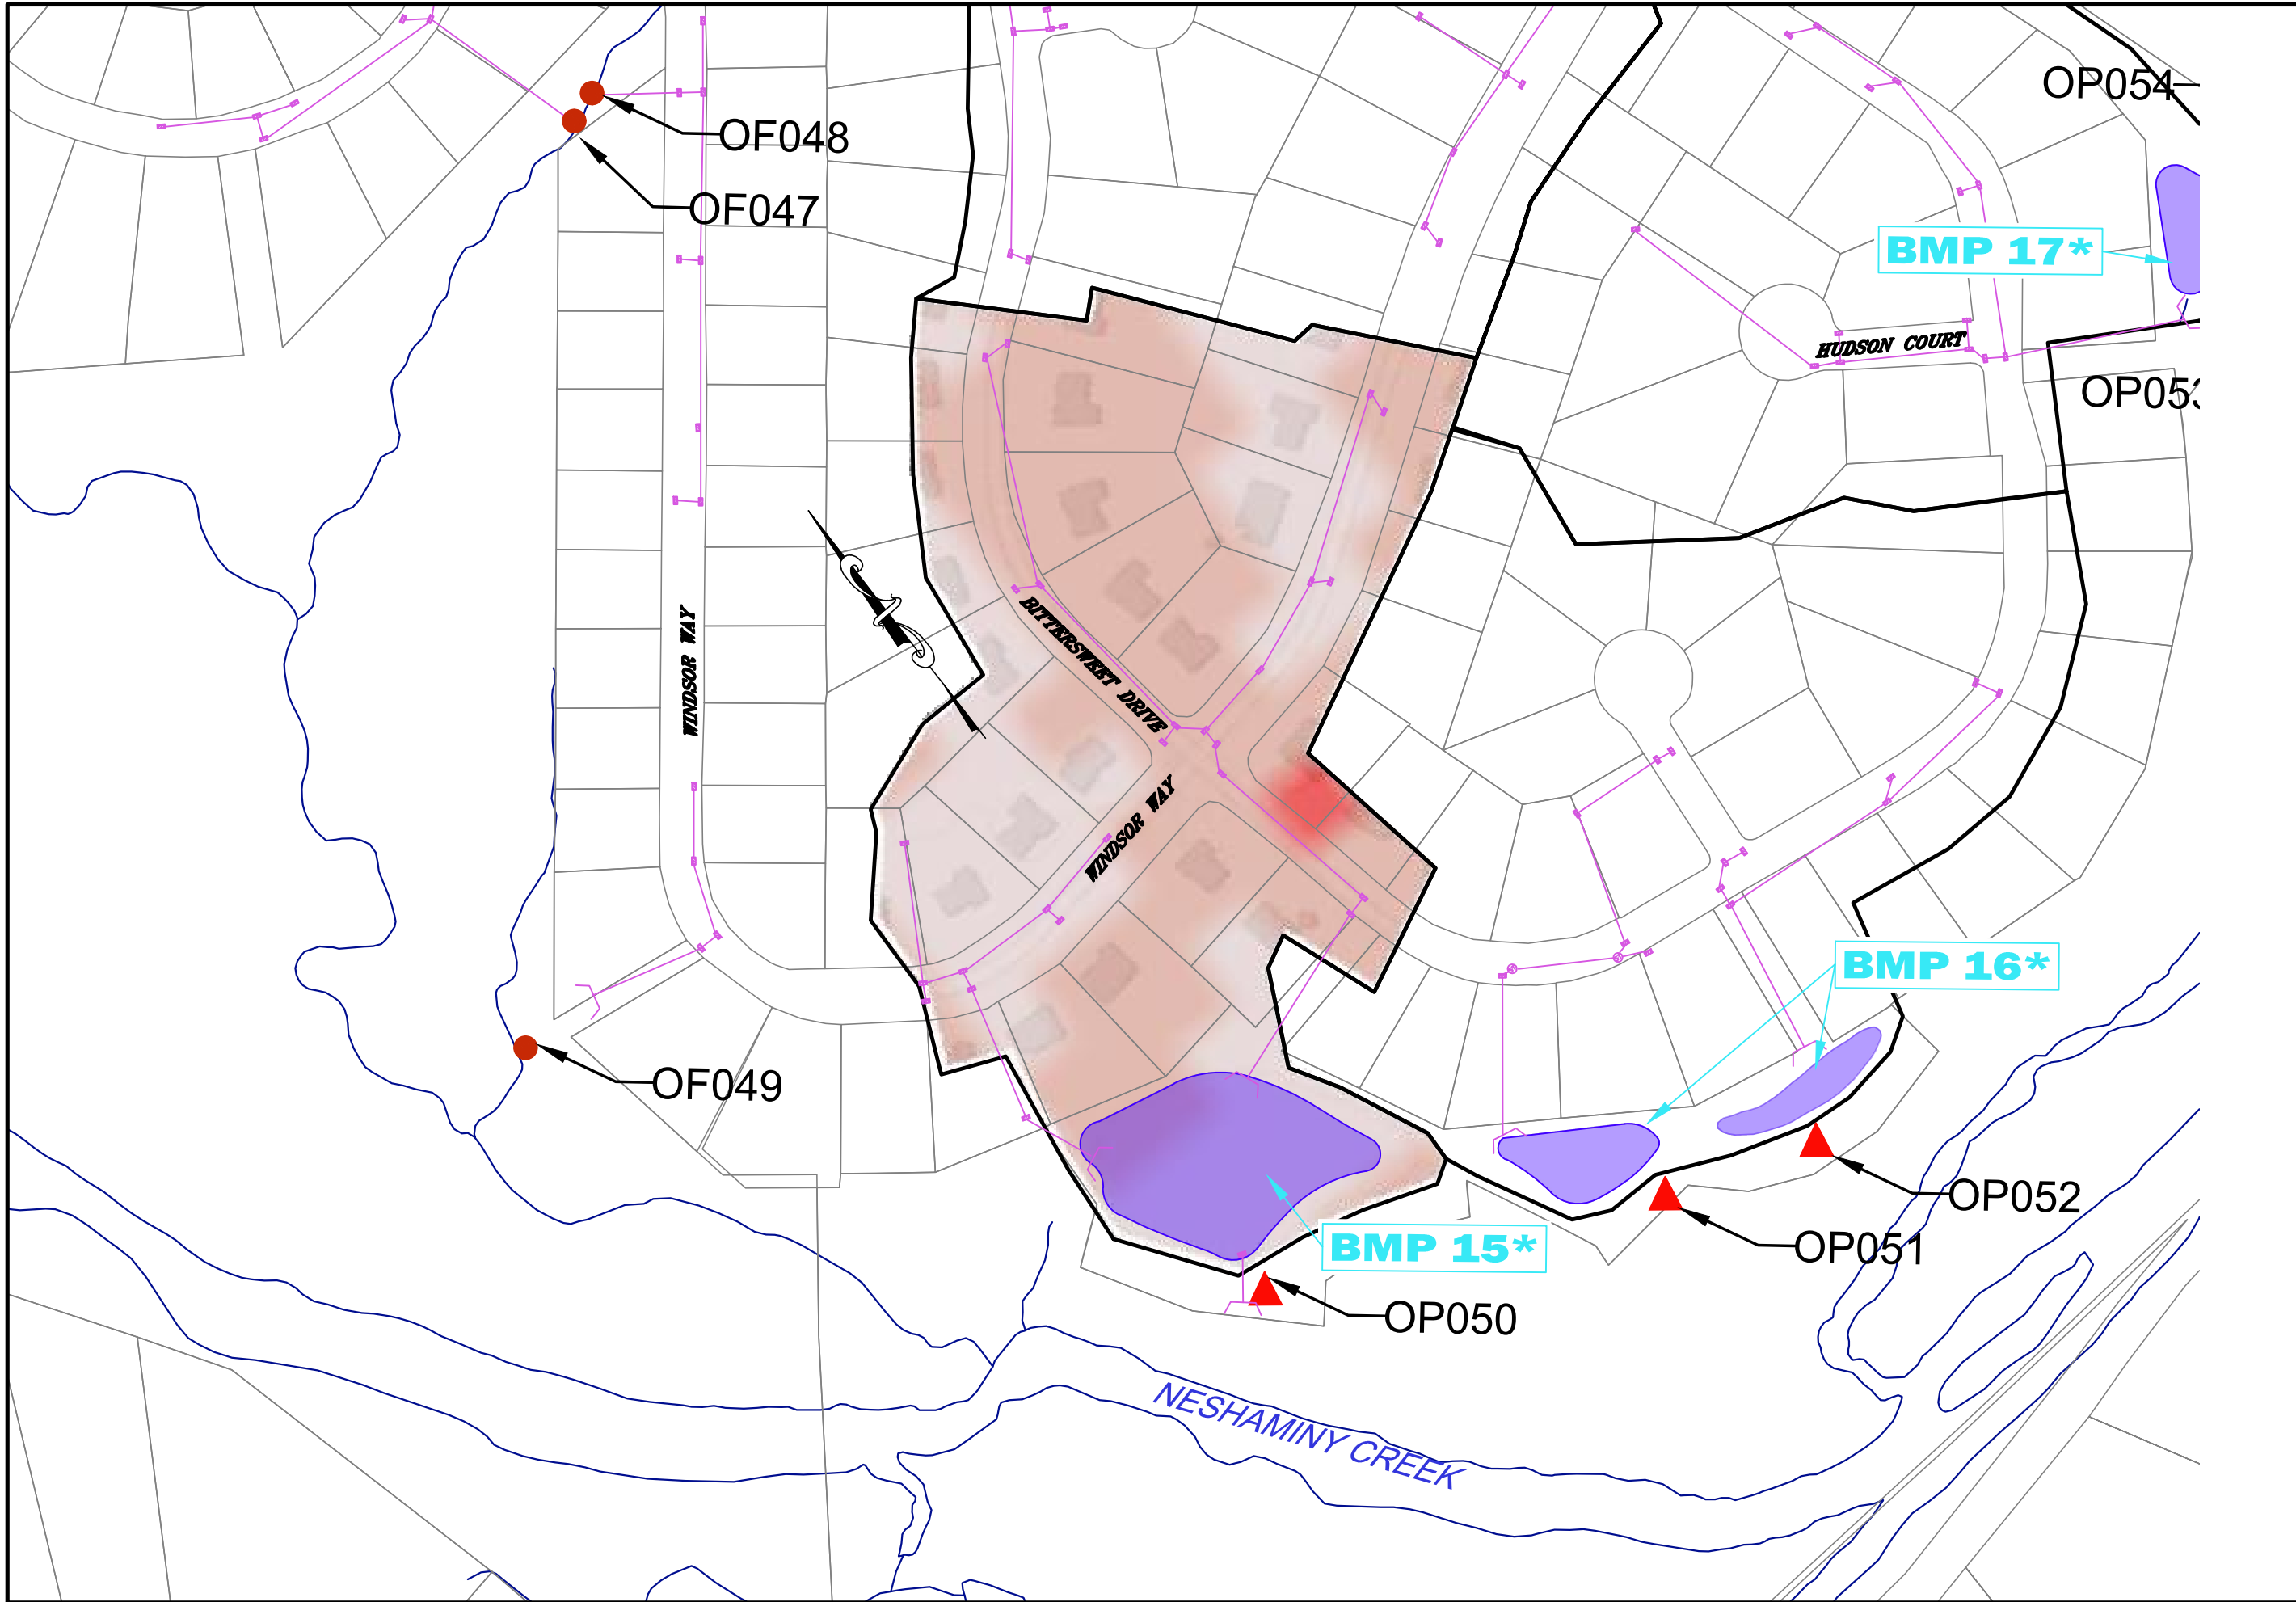 OP054
OF048
OF047
BMP 17*
HUDSON COURT
OP053
BITTERSWEET DRIVE
WINDSOR WAY
WINDSOR WAY
BMP 16*
OF049
OP052
OP051
BMP 15*
OP050
NESHAMINY CREEK